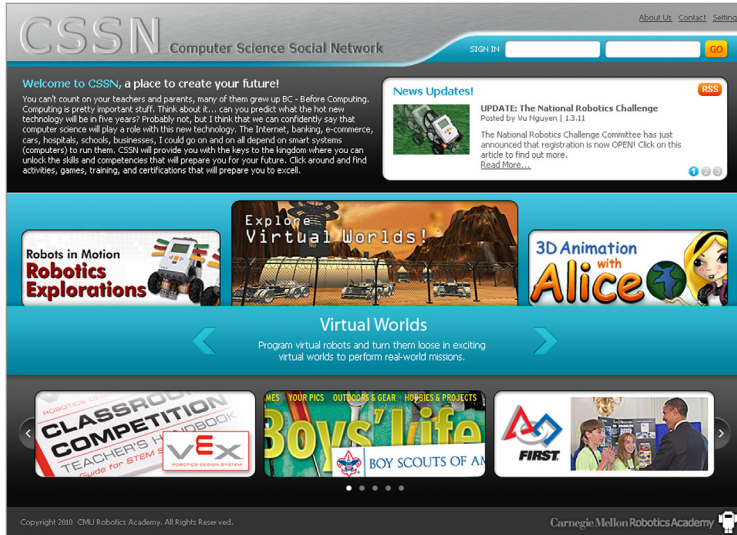 About Us Contact Setting
CSSN Computer Science Social Network
SIGN IN GO
Welcome to CSSN, a place to create your future!
You can't count on your teachers and parents, many of them grew up BC - Before Computing.
Computing is pretty important stuff. Think about it... can you predict what the hot new
technology will be in five years? Probably not, but I think that we can confidently say that
computer science will play a role with this new technology. The Internet, banking, e-commerce,
cars, hospitals, schools, businesses, I could go on and on all depend on smart systems
(computers) to run them. CSSN will provide you with the keys to the kingdom where you can
unlock the skills and competencies that will prepare you for your future. Click around and find
activities, games, training, and certifications that will prepare you to excell.
News Updates!
RSS
UPDATE: The National Robotics Challenge
Posted by Vu Nguyen | 1.3.11
The National Robotics Challenge Committee has just
announced that registration is now OPEN! Click on this
article to find out more.
Read More...
1 2 3
Robots in Motion
Robotics
Explorations
Explore
Virtual Worlds!
3D Animation
with
Alice
Virtual Worlds
Program virtual robots and turn them loose in exciting
virtual worlds to perform real-world missions.
CLASSROOM
COMPETITION
TEACHER'S HANDBOOK
Guide for STEM
VEX
ROBOTICS DESIGN SYSTEM
MES YOUR PICS OUTDOORS & GEAR HOBBIES & PROJECTS
Boys' Life
BOY SCOUTS OF AM
FIRST
Copyright 2010 CMU Robotics Academy. All Rights Reserved.
Carnegie Mellon Robotics Academy